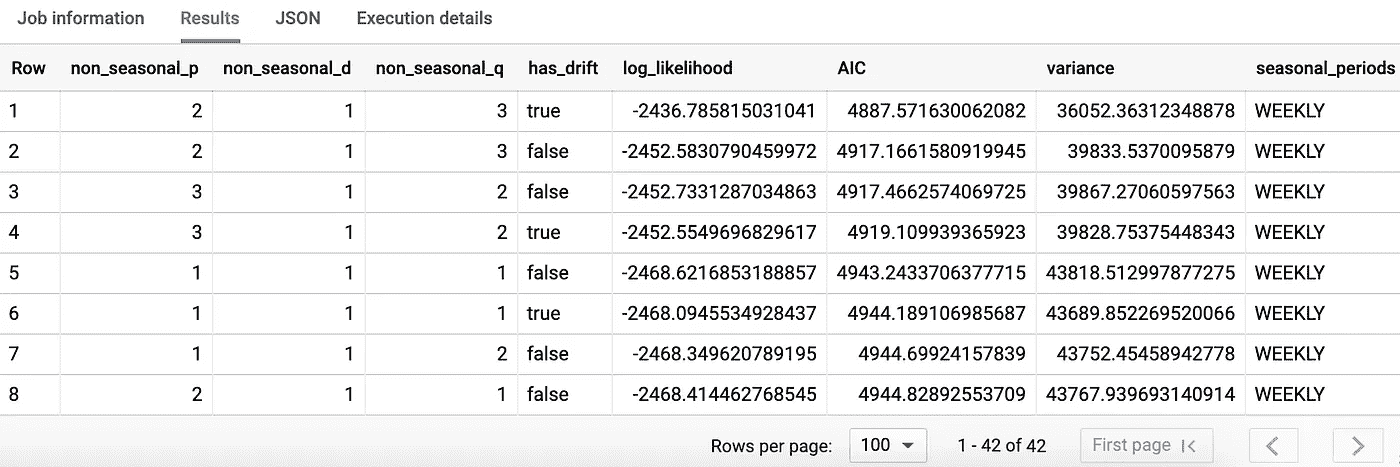 Job information Results JSON Execution details
Row non_seasonal_p non_seasonal_d non_seasonal_q has_drift log_likelihood AIC variance seasonal_periods
1 2 1 3 true -2436.785815031041 4887.571630062082 36052.36312348878 WEEKLY
2 2 1 3 false -2452.5830790459972 4917.1661580919945 39833.5370095879 WEEKLY
3 3 1 2 false -2452.7331287034863 4917.4662574069725 39867.27060597563 WEEKLY
4 3 1 2 true -2452.5549696829617 4919.109939365923 39828.75375448343 WEEKLY
5 1 1 1 false -2468.6216853188857 4943.2433706377715 43818.512997877275 WEEKLY
6 1 1 1 true -2468.0945534928437 4944.189106985687 43689.852269520066 WEEKLY
7 1 1 2 false -2468.349620789195 4944.69924157839 43752.45458942778 WEEKLY
8 2 1 1 false -2468.414462768545 4944.82892553709 43767.939693140914 WEEKLY
Rows per page: 100 1 - 42 of 42 First page